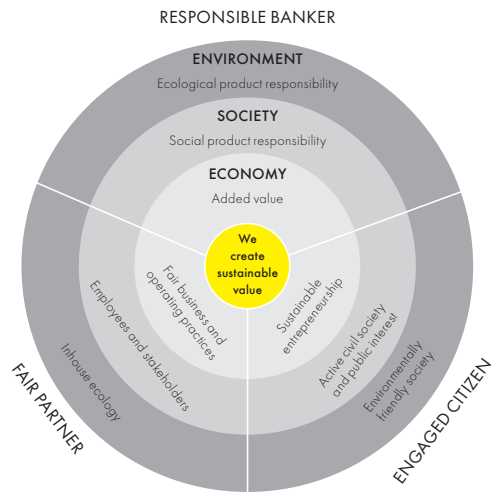 RESPONSIBLE BANKER
ENVIRONMENT
Ecological product responsibility
SOCIETY
Social product responsibility
ECONOMY
Added value
We
create
sustainable
value
Fair business and
operating practices
Employees and stakeholders
Inhouse ecology
FAIR PARTNER
Sustainable
entrepreneurship
Active civil society
and public interest
Environmentally
friendly society
ENGAGED CITIZEN